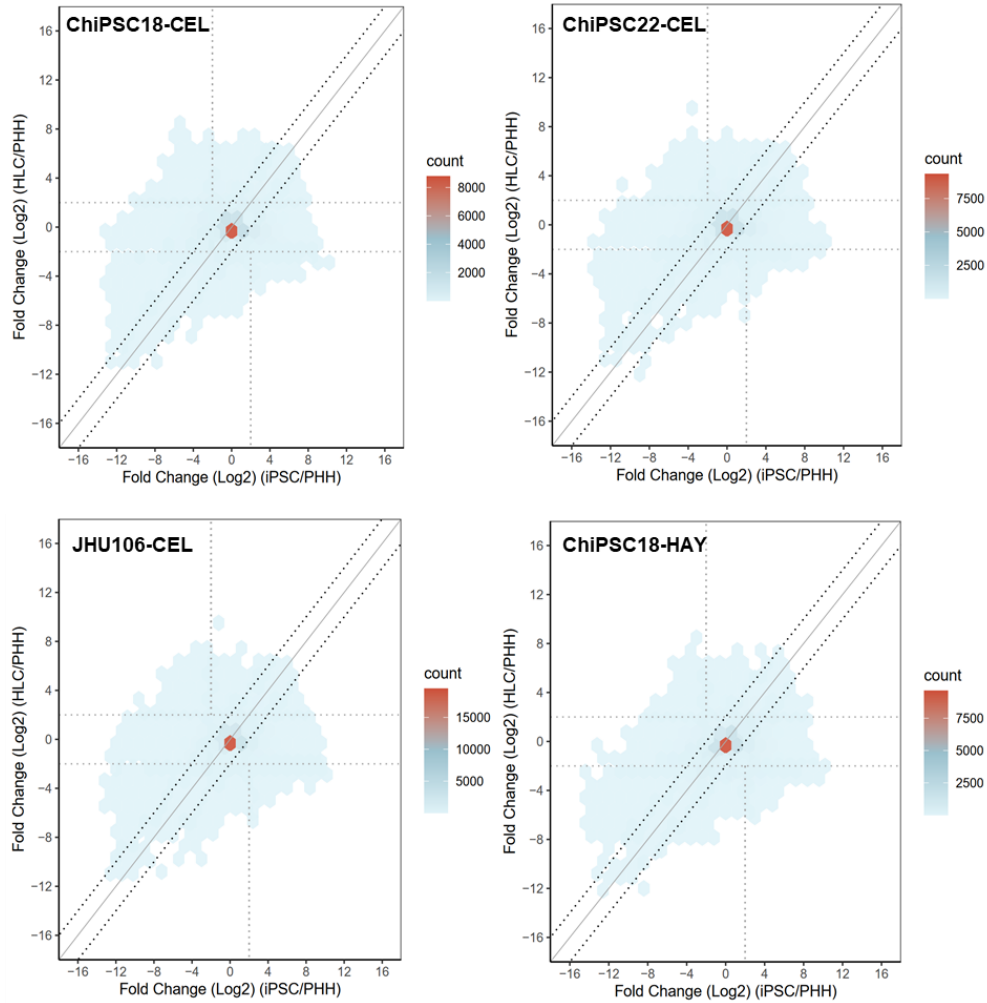 ChiPSC18-CEL
Fold Change (Log2) (HLC/PHH)
16
12
8
4
0
−4
−8
−12
−16
−16 −12 −8 −4 0 4 8 12 16
Fold Change (Log2) (iPSC/PHH)
count
8000
6000
4000
2000
ChiPSC22-CEL
Fold Change (Log2) (HLC/PHH)
16
12
8
4
0
−4
−8
−12
−16
−16 −12 −8 −4 0 4 8 12 16
Fold Change (Log2) (iPSC/PHH)
count
7500
5000
2500
JHU106-CEL
Fold Change (Log2) (HLC/PHH)
16
12
8
4
0
−4
−8
−12
−16
−16 −12 −8 −4 0 4 8 12 16
Fold Change (Log2) (iPSC/PHH)
count
15000
10000
5000
ChiPSC18-HAY
Fold Change (Log2) (HLC/PHH)
16
12
8
4
0
−4
−8
−12
−16
−16 −12 −8 −4 0 4 8 12 16
Fold Change (Log2) (iPSC/PHH)
count
7500
5000
2500